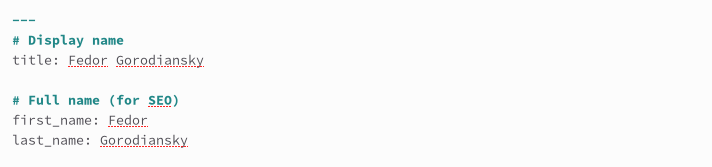 ---
# Display name
title: Fedor Gorodiansky
# Full name (for SEO)
first_name: Fedor
last_name: Gorodiansky